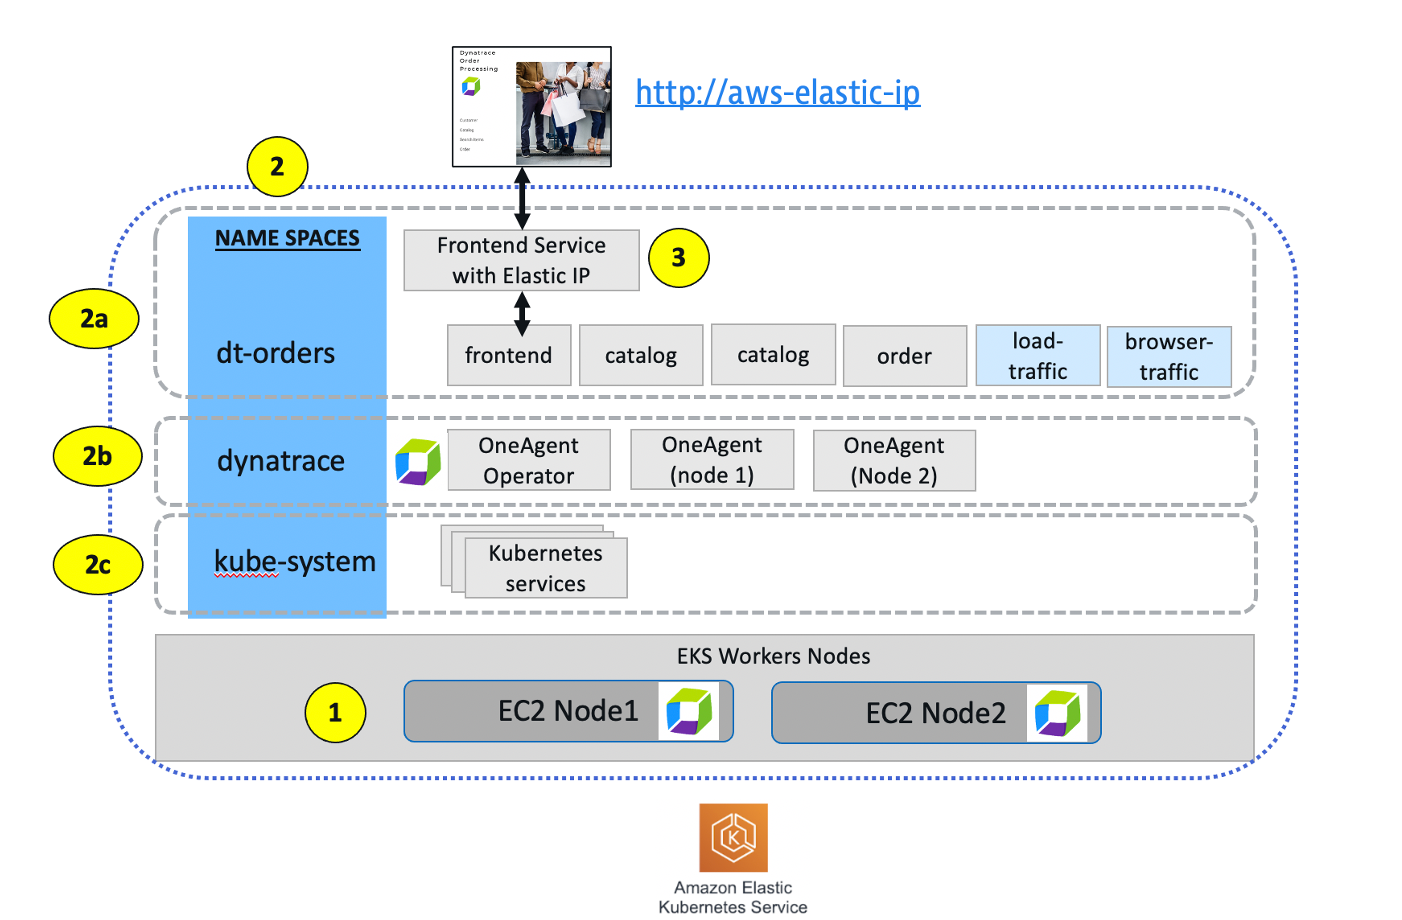 Dynatrace
Order
Processing
Customer
Catalog
Search Items
Order
http://aws-elastic-ip
2
NAME SPACES
Frontend Service
with Elastic IP
3
2a
dt-orders
frontend
catalog
catalog
order
load-
traffic
browser-
traffic
2b
dynatrace
OneAgent
Operator
OneAgent
(node 1)
OneAgent
(Node 2)
2c
kube-system
Kubernetes
services
EKS Workers Nodes
1
EC2 Node1
EC2 Node2
K
Amazon Elastic
Kubernetes Service